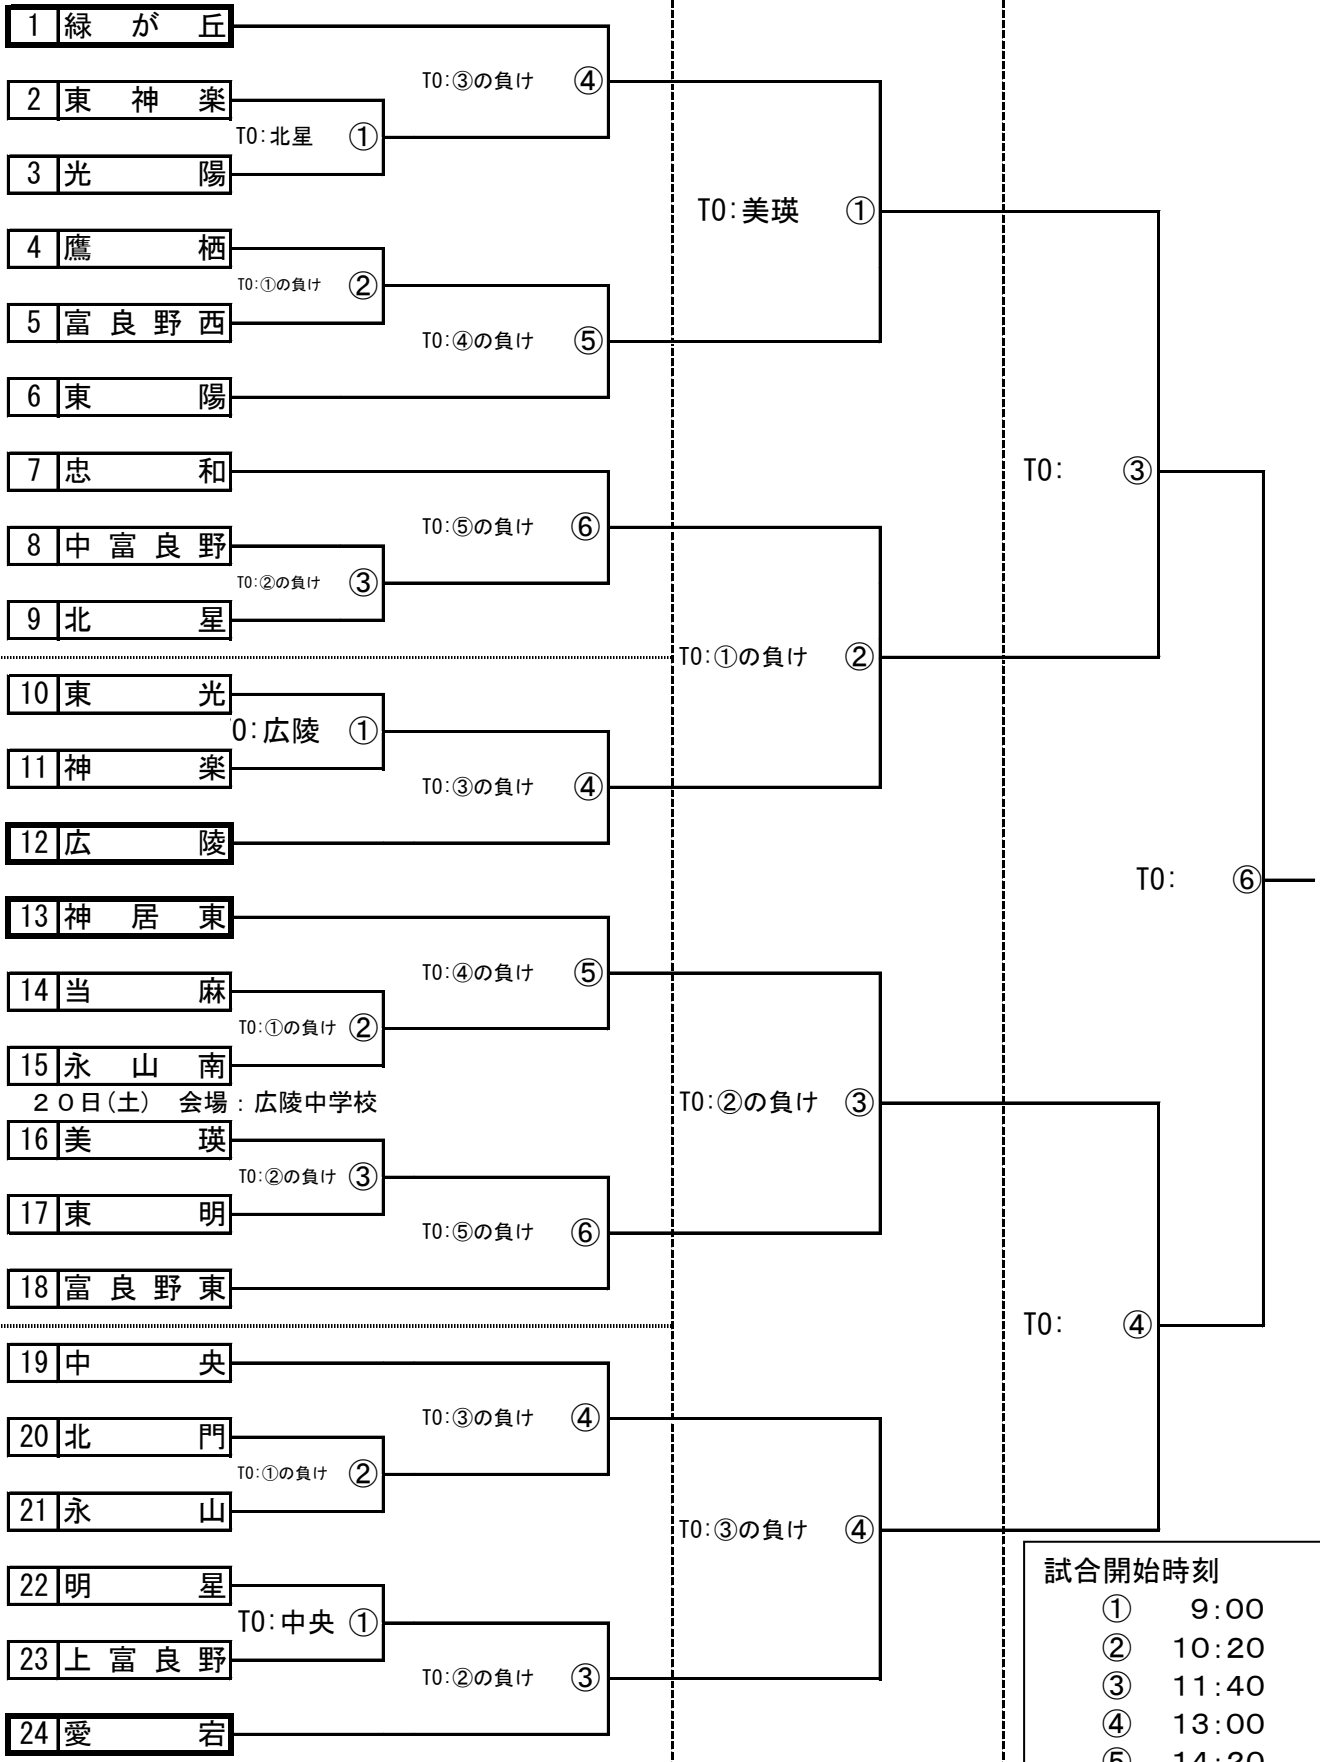 1 緑が丘
TO:③の負け ④
2 東神楽
TO:北星 ①
3 光陽
TO:美瑛 ①
4 鷹栖
TO:①の負け ②
5 富良野西
TO:④の負け ⑤
6 東陽
7 忠和
TO: ③
TO:⑤の負け ⑥
8 中富良野
TO:②の負け ③
9 北星
TO:①の負け ②
10 東光
O:広陵 ①
11 神楽
TO:③の負け ④
12 広陵
TO: ⑥
13 神居東
TO:④の負け ⑤
14 当麻
TO:①の負け ②
15 永山南
20日(土) 会場:広陵中学校
TO:②の負け ③
16 美瑛
TO:②の負け ③
17 東明
TO:⑤の負け ⑥
18 富良野東
TO: ④
19 中央
TO:③の負け ④
20 北門
TO:①の負け ②
21 永山
TO:③の負け ④
22 明星
TO:中央 ①
23 上富良野
TO:②の負け ③
24 愛宕
試合開始時刻
① 9:00
② 10:20
③ 11:40
④ 13:00
⑤ 14:20